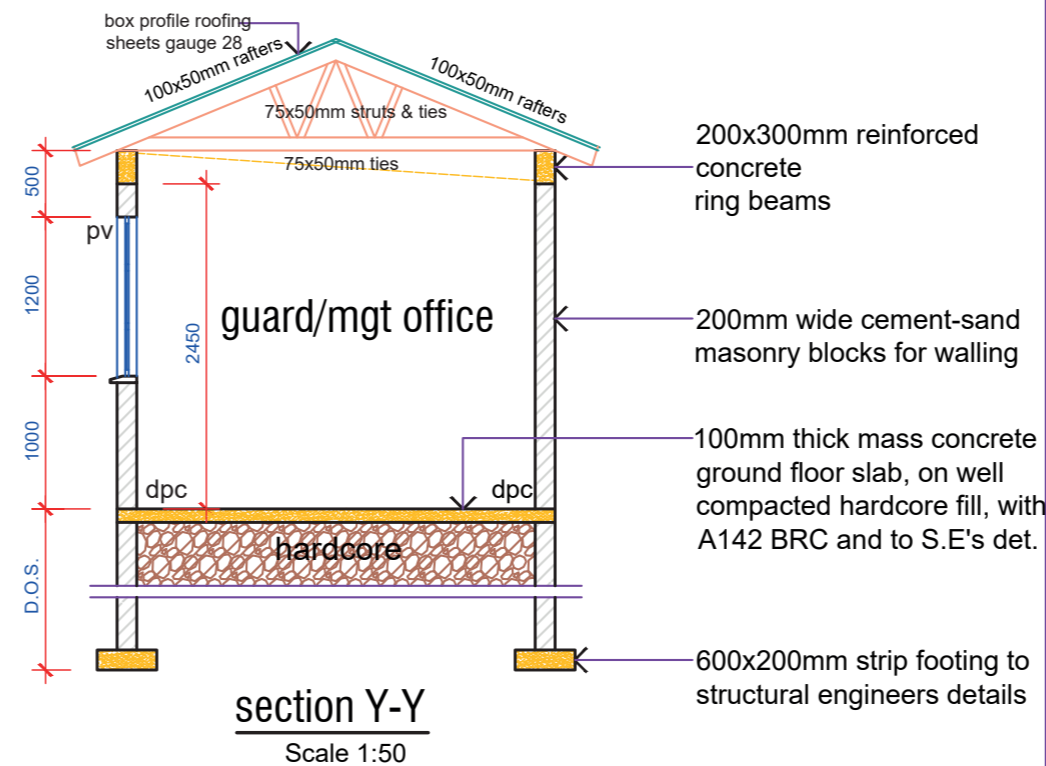 box profile roofing
sheets gauge 28
100x50mm rafters
100x50mm rafters
75x50mm struts & ties
75x50mm ties
200x300mm reinforced
concrete
ring beams
500
pv
1200
2450
guard/mgt office
200mm wide cement-sand
masonry blocks for walling
1000
100mm thick mass concrete
ground floor slab, on well
compacted hardcore fill, with
A142 BRC and to S.E's det.
dpc
dpc
hardcore
D.O.S.
600x200mm strip footing to
structural engineers details
section Y-Y
Scale 1:50